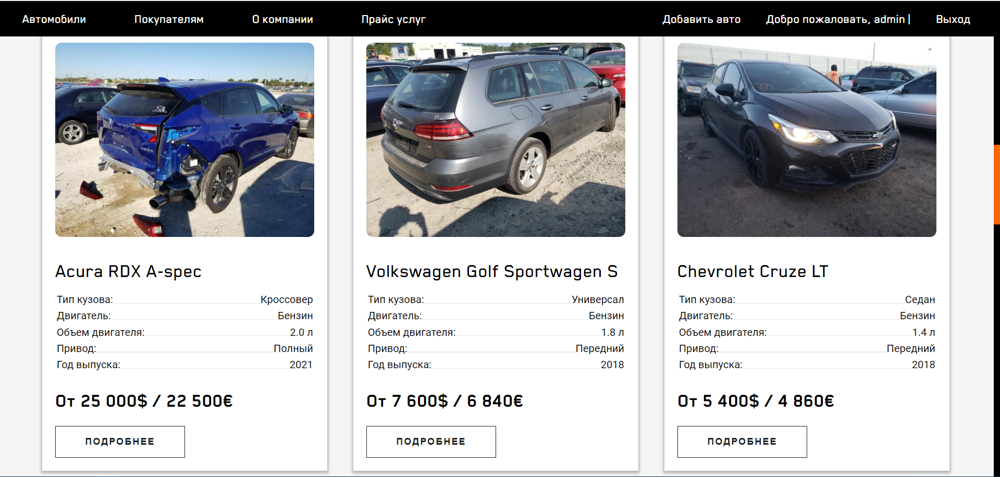 Автомобили Покупателям О компании Прайс услуг Добавить авто Добро пожаловать, admin | Выход
RDX
Acura RDX A-spec
Тип кузова: Кроссовер
Двигатель: Бензин
Объем двигателя: 2.0 л
Привод: Полный
Год выпуска: 2021
От 25 000$ / 22 500€
ПОДРОБНЕЕ
Volkswagen Golf Sportwagen S
Тип кузова: Универсал
Двигатель: Бензин
Объем двигателя: 1.8 л
Привод: Передний
Год выпуска: 2018
От 7 600$ / 6 840€
ПОДРОБНЕЕ
Chevrolet Cruze LT
Тип кузова: Седан
Двигатель: Бензин
Объем двигателя: 1.4 л
Привод: Передний
Год выпуска: 2018
От 5 400$ / 4 860€
ПОДРОБНЕЕ